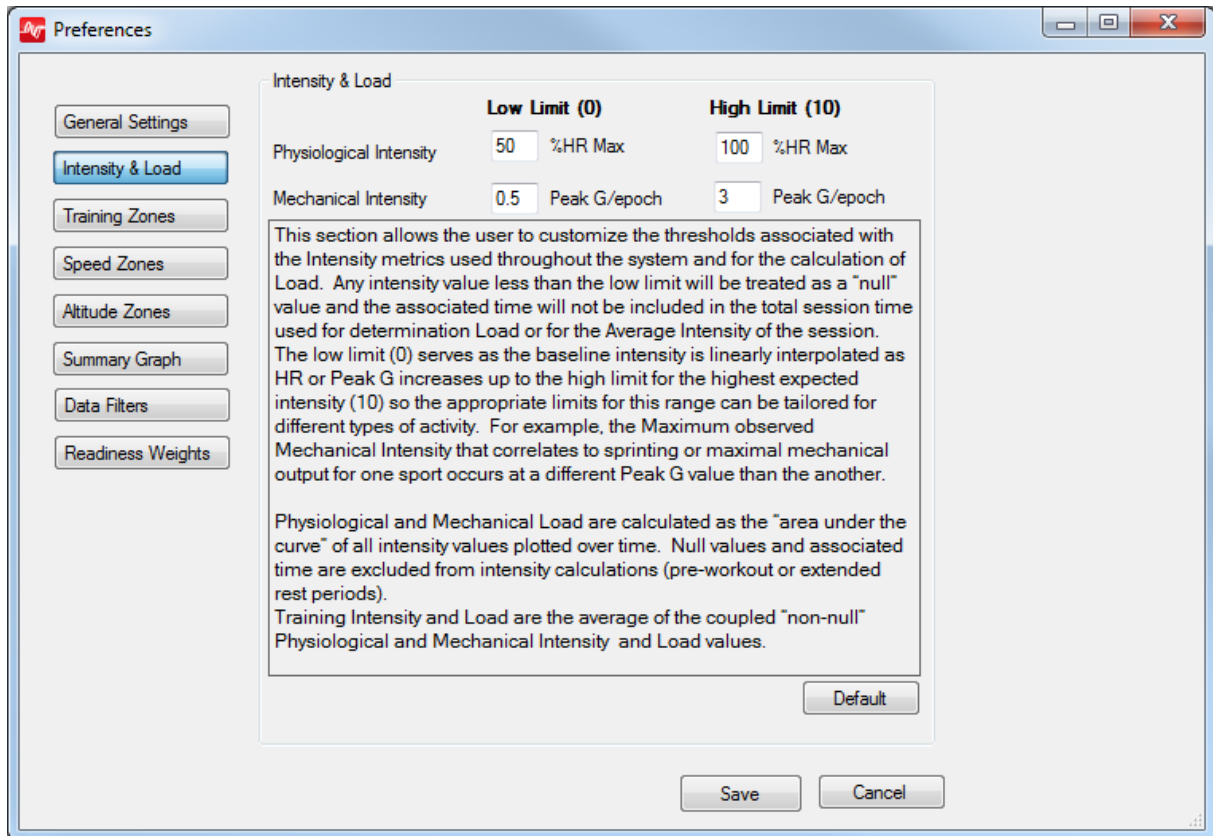 Preferences
General Settings
Intensity & Load
Training Zones
Speed Zones
Altitude Zones
Summary Graph
Data Filters
Readiness Weights
Intensity & Load
Low Limit (0) High Limit (10)
Physiological Intensity 50 %HR Max 100 %HR Max
Mechanical Intensity 0.5 Peak G/epoch 3 Peak G/epoch
This section allows the user to customize the thresholds associated with
the Intensity metrics used throughout the system and for the calculation of
Load.  Any intensity value less than the low limit will be treated as a "null"
value and the associated time will not be included in the total session time
used for determination Load or for the Average Intensity of the session.
The low limit (0) serves as the baseline intensity is linearly interpolated as
HR or Peak G increases up to the high limit for the highest expected
intensity (10) so the appropriate limits for this range can be tailored for
different types of activity.  For example, the Maximum observed
Mechanical Intensity that correlates to sprinting or maximal mechanical
output for one sport occurs at a different Peak G value than the another.
Physiological and Mechanical Load are calculated as the "area under the
curve" of all intensity values plotted over time.  Null values and associated
time are excluded from intensity calculations (pre-workout or extended
rest periods).
Training Intensity and Load are the average of the coupled "non-null"
Physiological and Mechanical Intensity  and Load values.
Default
Save Cancel